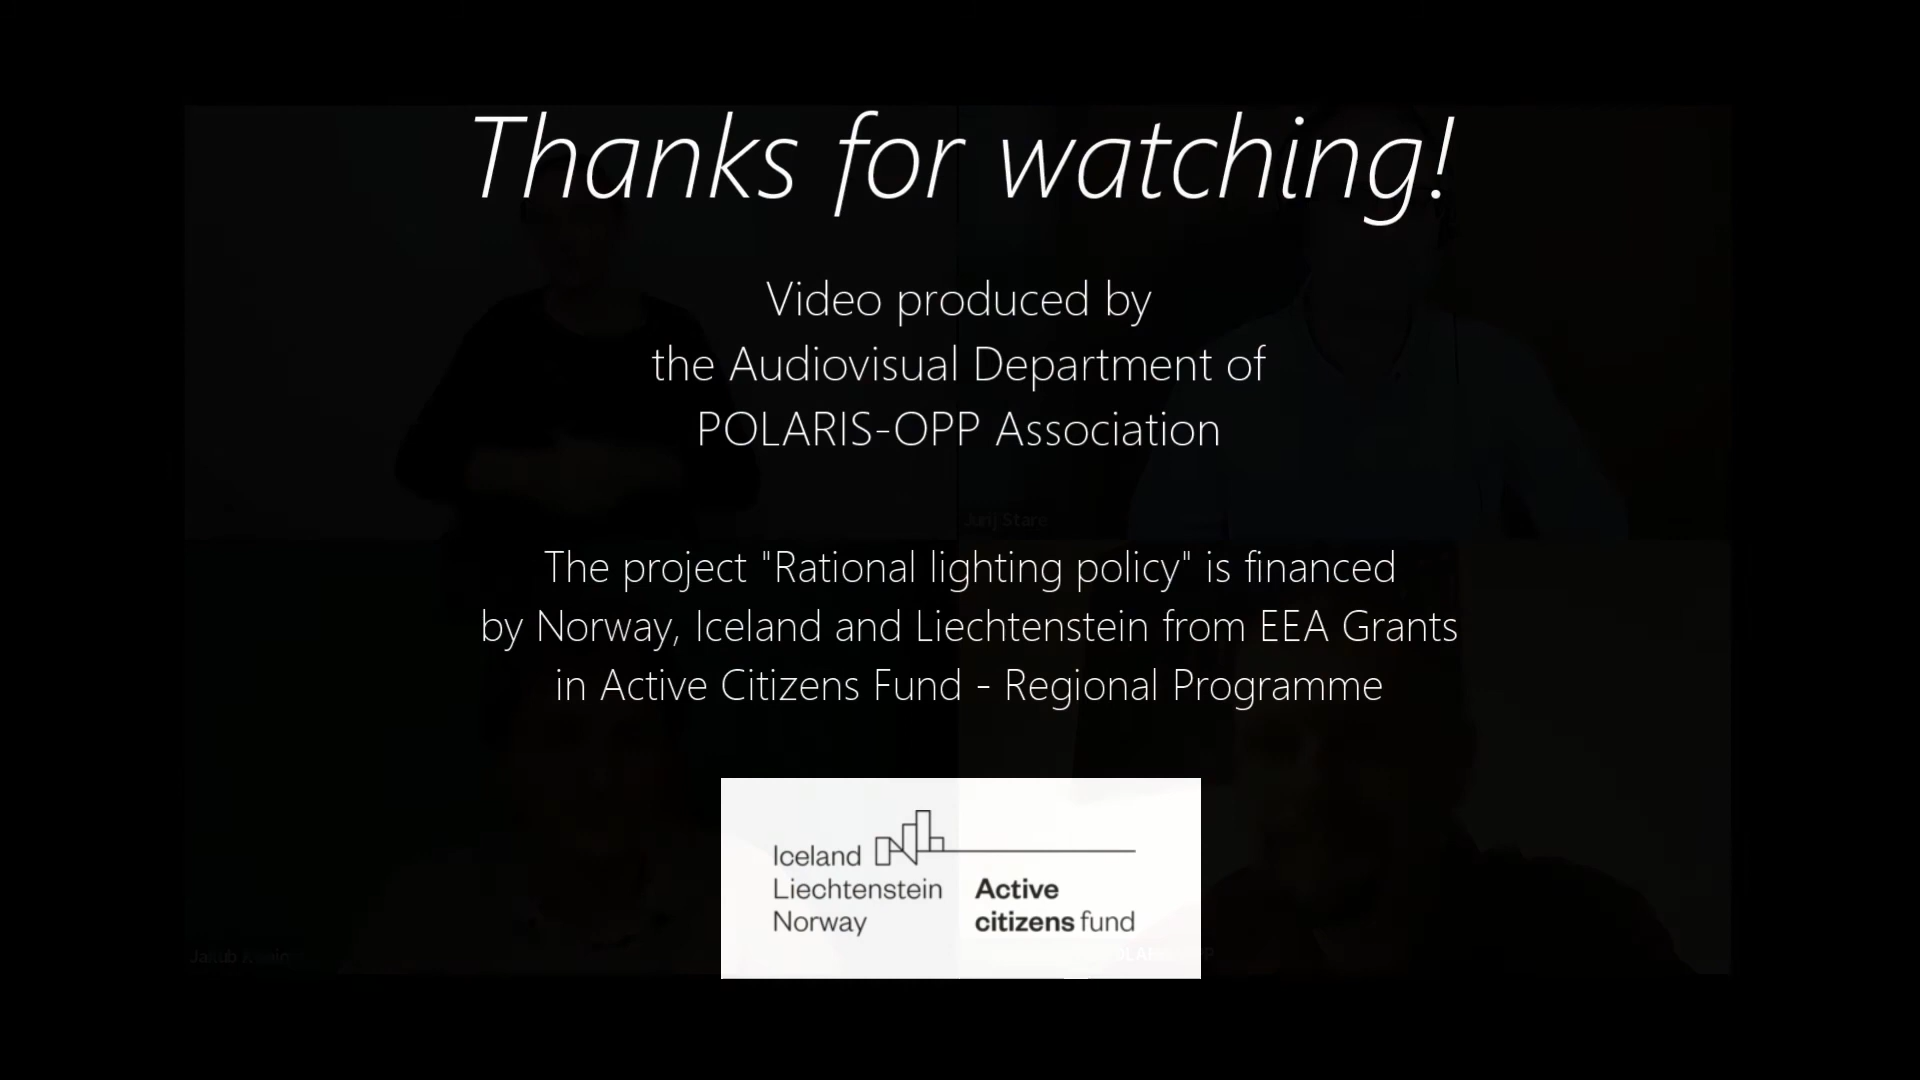 Thanks for watching!
Video produced by
the Audiovisual Department of
POLARIS-OPP Association
Jurij Stare
The project "Rational lighting policy" is financed
by Norway, Iceland and Liechtenstein from EEA Grants
in Active Citizens Fund - Regional Programme
Iceland
Liechtenstein
Norway
Active
citizens fund